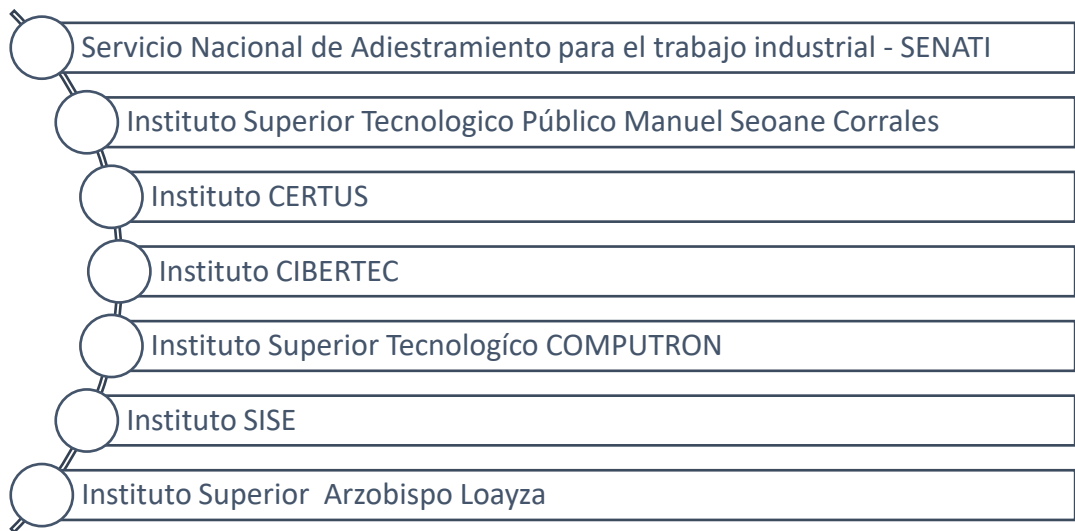 Servicio Nacional de Adiestramiento para el trabajo industrial - SENATI
Instituto Superior Tecnologico Público Manuel Seoane Corrales
Instituto CERTUS
Instituto CIBERTEC
Instituto Superior Tecnologíco COMPUTRON
Instituto SISE
Instituto Superior  Arzobispo Loayza